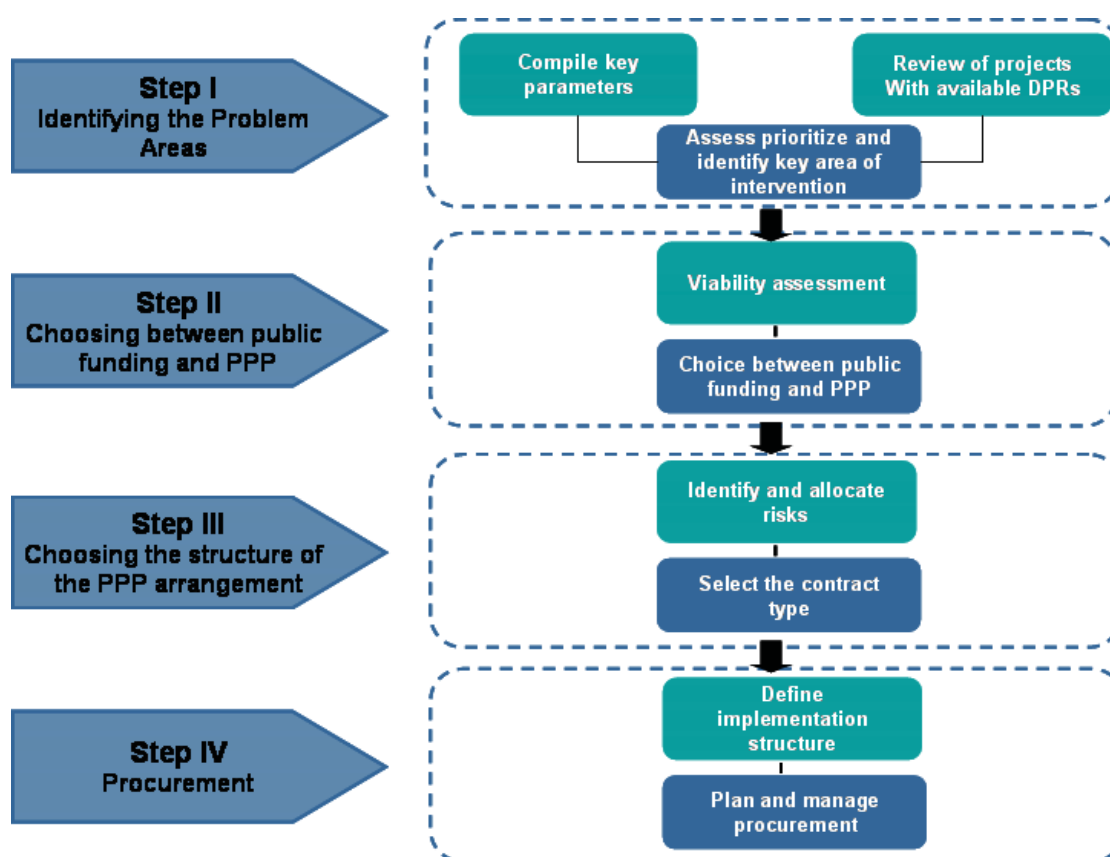 Step I
Identifying the Problem
Areas
Compile key
parameters
Review of projects
With available DPRs
Assess prioritize and
identify key area of
intervention
Step II
Choosing between public
funding and PPP
Viability assessment
Choice between public
funding and PPP
Step III
Choosing the structure of
the PPP arrangement
Identify and allocate
risks
Select the contract
type
Step IV
Procurement
Define
implementation
structure
Plan and manage
procurement